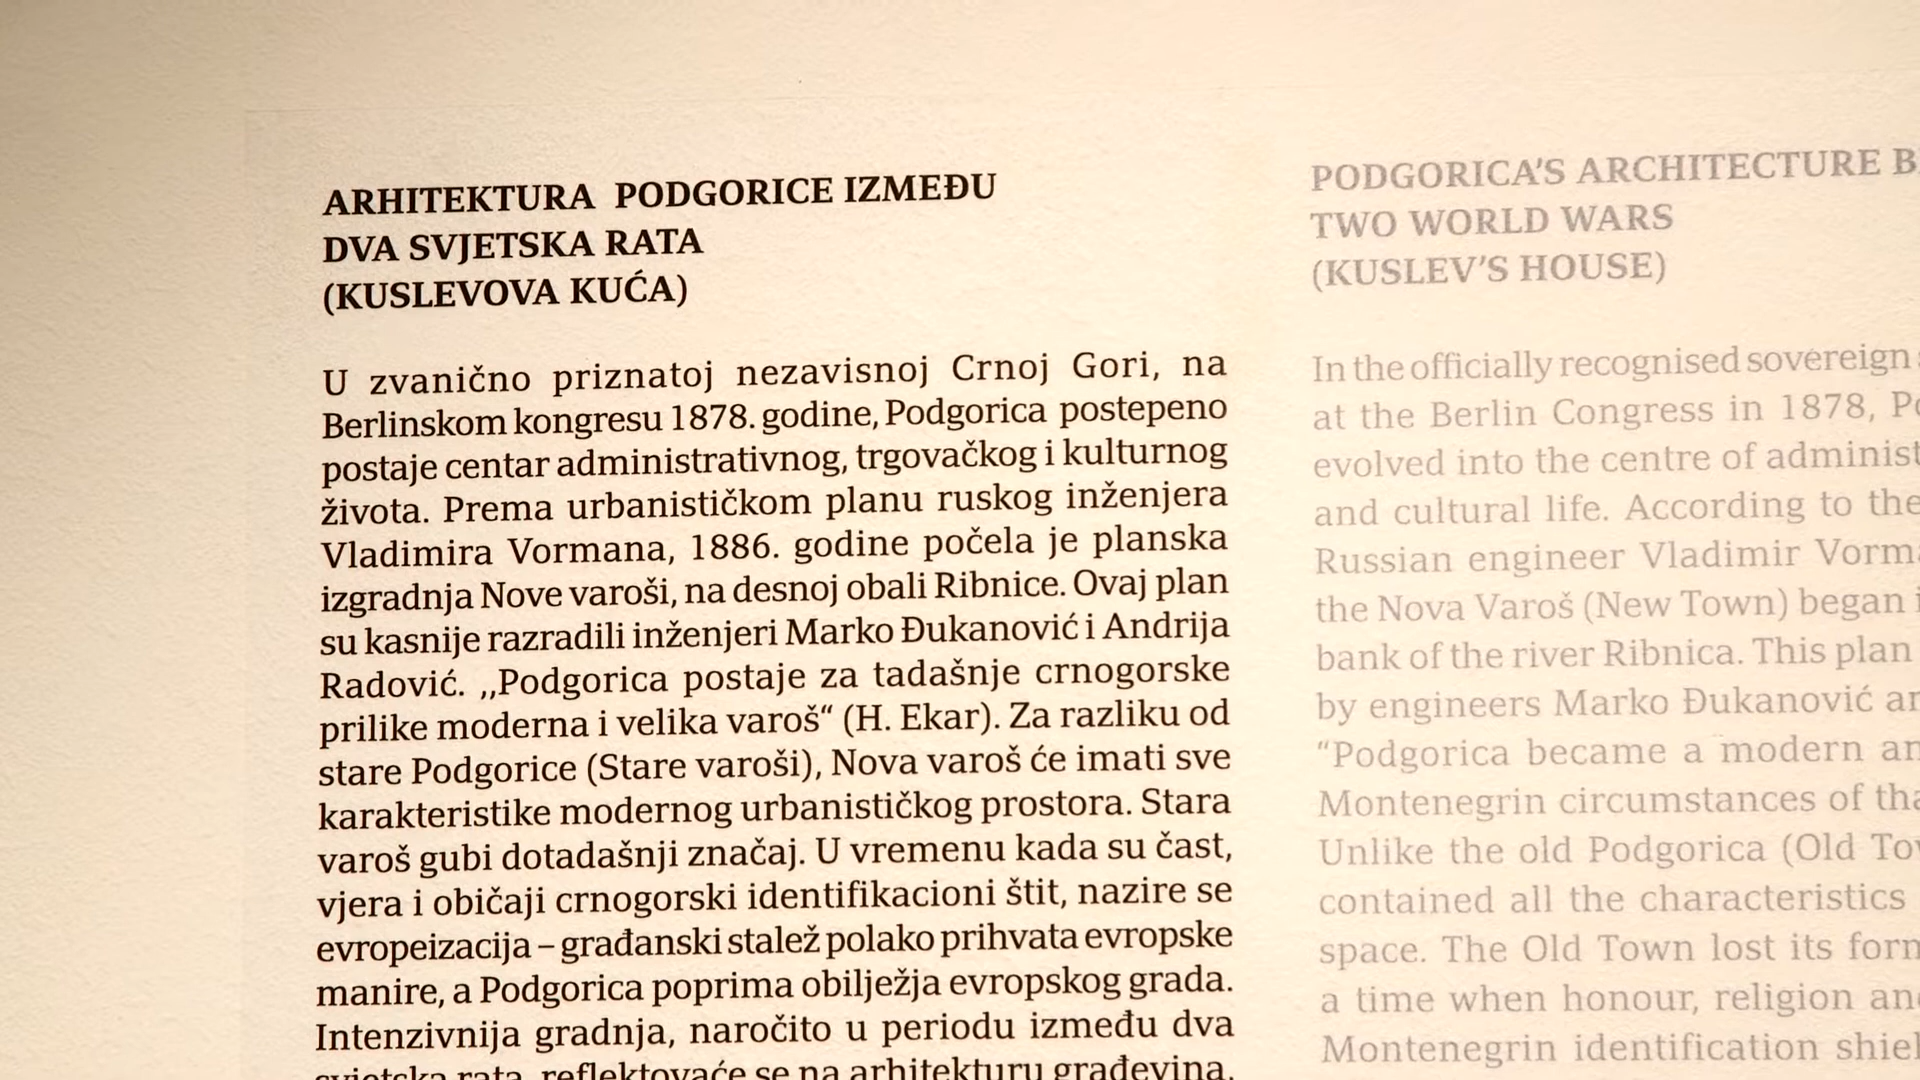 ARHITEKTURA PODGORICE IZMEĐU
DVA SVJETSKA RATA
(KUSLEVOVA KUĆA)
U zvanično priznatoj nezavisnoj Crnoj Gori, na
Berlinskom kongresu 1878. godine, Podgorica postepeno
postaje centar administrativnog, trgovačkog i kulturnog
života. Prema urbanističkom planu ruskog inženjera
Vladimira Vormana, 1886. godine počela je planska
izgradnja Nove varoši, na desnoj obali Ribnice. Ovaj plan
su kasnije razradili inženjeri Marko Đukanović i Andrija
Radović. ,,Podgorica postaje za tadašnje crnogorske
prilike moderna i velika varoš“ (H. Ekar). Za razliku od
stare Podgorice (Stare varoši), Nova varoš će imati sve
karakteristike modernog urbanističkog prostora. Stara
varoš gubi dotadašnji značaj. U vremenu kada su čast,
vjera i običaji crnogorski identifikacioni štit, nazire se
evropeizacija – građanski stalež polako prihvata evropske
manire, a Podgorica poprima obilježja evropskog grada.
Intenzivnija gradnja, naročito u periodu između dva
svjetska rata, reflektovaće se na arhitekturu građevina.
PODGORICA’S ARCHITECTURE
TWO WORLD WARS
(KUSLEV’S HOUSE)
In the officially recognised sovereign
at the Berlin Congress in 1878,
evolved into the centre of
and cultural life. According to the
Russian engineer Vladimir
the Nova Varoš (New Town) began
bank of the river Ribnica. This plan
by engineers Marko Đukanović
“Podgorica became a modern
Montenegrin circumstances of
Unlike the old Podgorica (Old
contained all the characteristics
space. The Old Town lost its
a time when honour, religion
Montenegrin identification